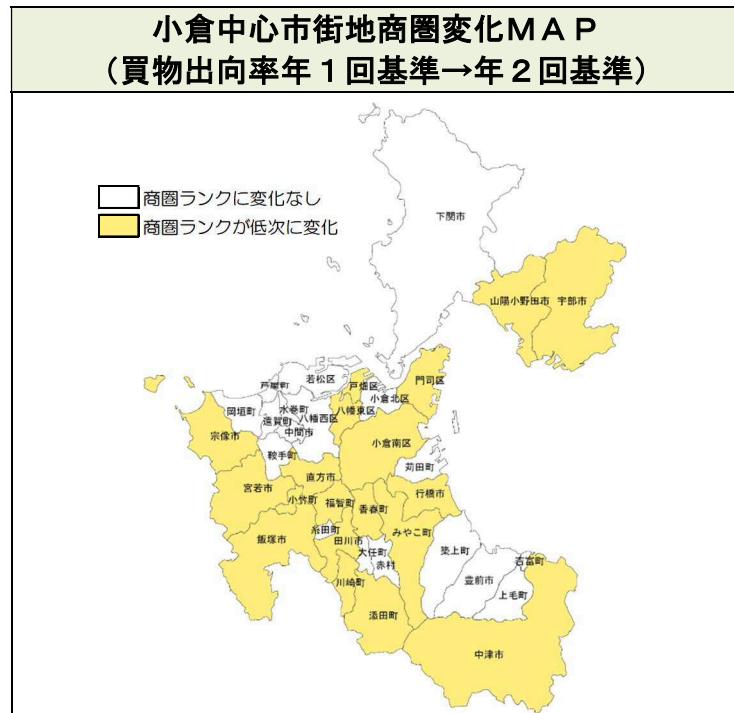 小倉中心市街地商圏変化ＭＡＰ
（買物出向率年１回基準→年２回基準）
商圏ランクに変化なし
商圏ランクが低次に変化
下関市
山陽小野田市
宇部市
芦屋町
若松区
戸畑区
門司区
小倉北区
岡垣町
水巻町
遠賀町
八幡西区
八幡東区
中間市
宗像市
小倉南区
鞍手町
苅田町
直方市
宮若市
小竹町
福智町
香春町
行橋市
糸田町
みやこ町
飯塚市
田川市
大任町
赤村
築上町
吉富町
豊前市
川崎町
上毛町
添田町
中津市